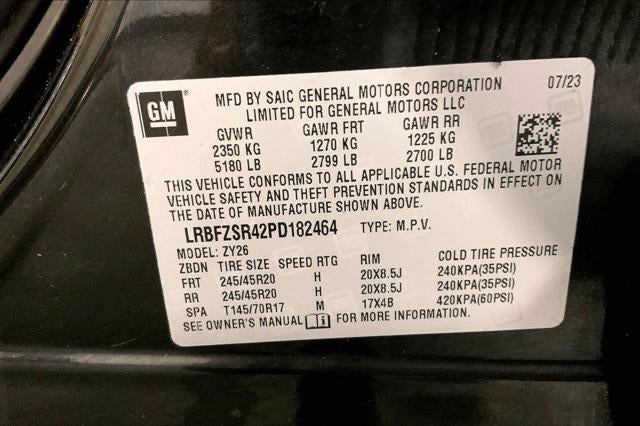 GM
MFD BY SAIC GENERAL MOTORS CORPORATION 07/23
LIMITED FOR GENERAL MOTORS LLC
GVWR GAWR FRT GAWR RR
2350 KG 1270 KG 1225 KG
5180 LB 2799 LB 2700 LB
THIS VEHICLE CONFORMS TO ALL APPLICABLE U.S. FEDERAL MOTOR
VEHICLE SAFETY AND THEFT PREVENTION STANDARDS IN EFFECT ON
THE DATE OF MANUFACTURE SHOWN ABOVE.
LRBFZSR42PD182464 TYPE: M.P.V.
MODEL: ZY26
ZBDN TIRE SIZE SPEED RTG RIM COLD TIRE PRESSURE
FRT 245/45R20 H 20X8.5J 240KPA(35PSI)
RR 245/45R20 H 20X8.5J 240KPA(35PSI)
SPA T145/70R17 M 17X4B 420KPA(60PSI)
SEE OWNER'S MANUAL i FOR MORE INFORMATION.